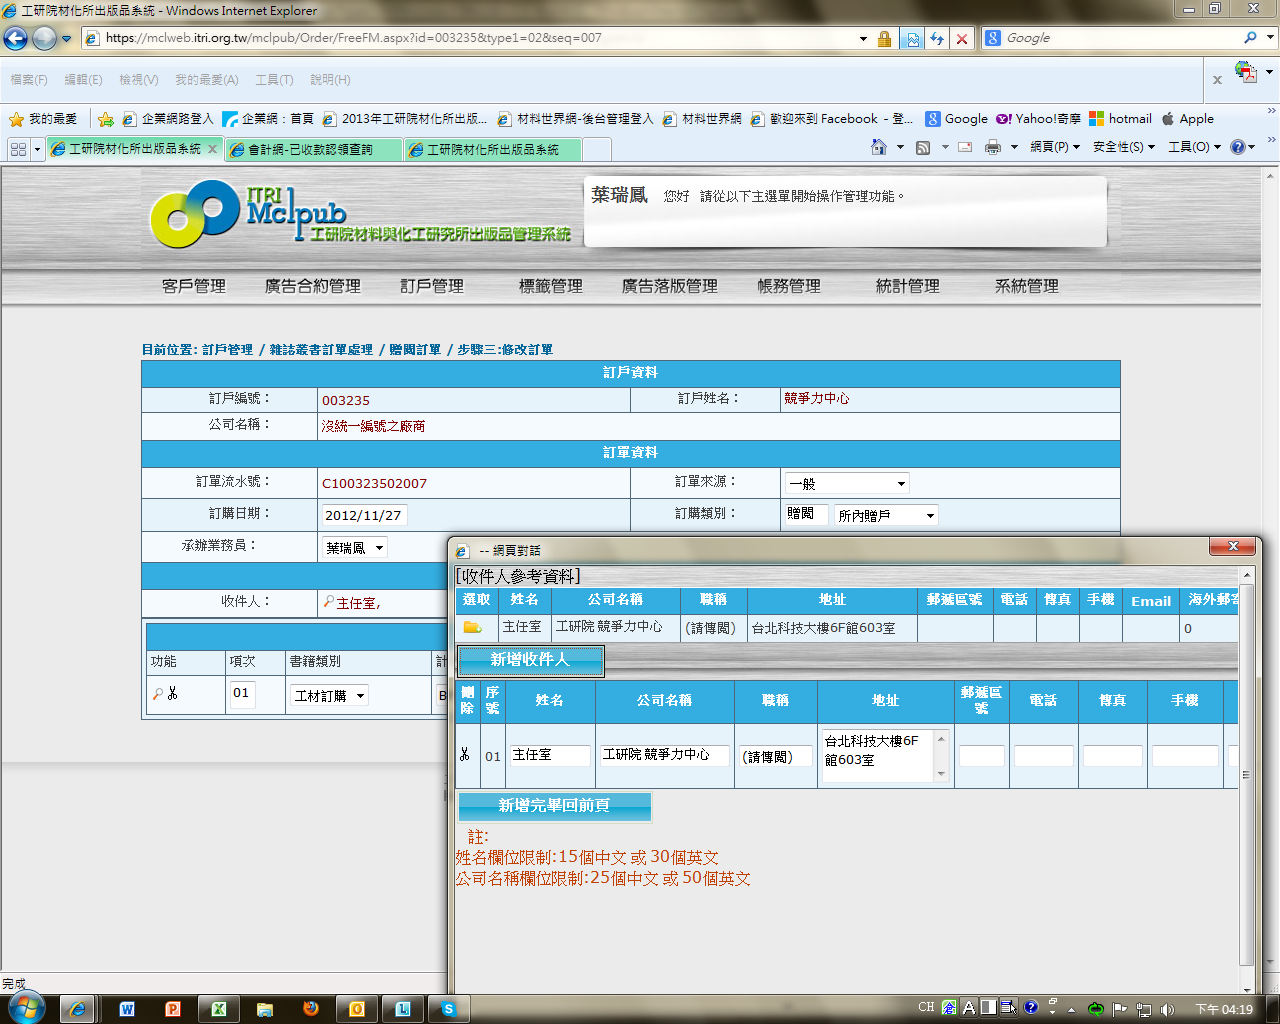 工研院材化所出版品系統 - Windows Internet Explorer
https://mclweb.itri.org.tw/mclpub/Order/FreeFM.aspx?id=003235&type1=02&seq=007
Google
檔案(F) 編輯(E) 檢視(V) 我的最愛(A) 工具(T) 說明(H)
我的最愛 企業網路登入 企業網：首頁 2013年工研院材化所出版... 材料世界網-後台管理登入 材料世界網 歡迎來到 Facebook - 登... Google Yahoo!奇摩 hotmail Apple
工研院材化所出版品系統 會計網-已收款認領查詢 工研院材化所出版品系統 網頁(P) 安全性(S) 工具(O)
ITRI
Mclpub
工研院材料與化工研究所出版品管理系統
葉瑞鳳 您好 請從以下主選單開始操作管理功能。
客戶管理 廣告合約管理 訂戶管理 標籤管理 廣告落版管理 帳務管理 統計管理 系統管理
目前位置: 訂戶管理 / 雜誌叢書訂單處理 / 贈閱訂單 / 步驟三:修改訂單
訂戶資料
訂戶編號： 003235 訂戶姓名： 競爭力中心
公司名稱： 沒統一編號之廠商
訂單資料
訂單流水號： C100323502007 訂單來源： 一般
訂購日期： 2012/11/27 訂購類別： 贈閱 所內贈戶
承辦業務員： 葉瑞鳳
收件人： 主任室,
功能 項次 書籍類別
01 工材訂購 B
-- 網頁對話
[收件人參考資料]
選取 姓名 公司名稱 職稱 地址 郵遞區號 電話 傳真 手機 Email 海外郵寄
主任室 工研院 競爭力中心 (請傳閱) 台北科技大樓6F館603室 0
新增收件人
刪除 序號 姓名 公司名稱 職稱 地址 郵遞區號 電話 傳真 手機
01 主任室 工研院 競爭力中心 (請傳閱) 台北科技大樓6F
館603室
新增完畢回前頁
註:
姓名欄位限制:15個中文 或 30個英文
公司名稱欄位限制:25個中文 或 50個英文
完成
CH 下午 04:19